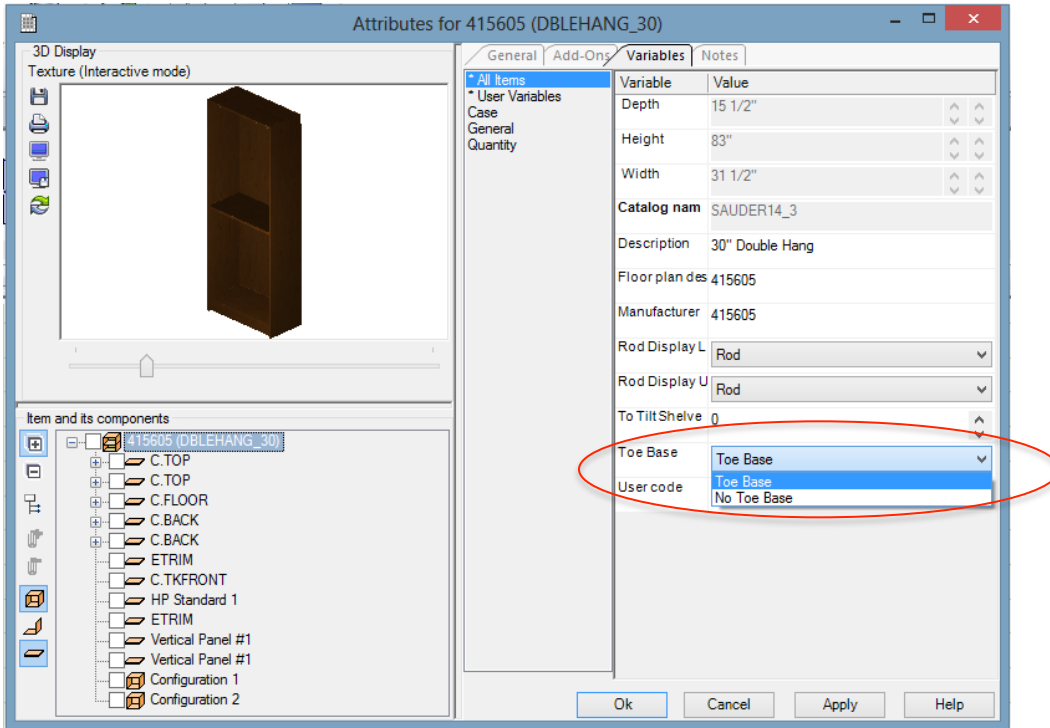 Attributes for 415605 (DBLEHANG_30)
3D Display
Texture (Interactive mode)
Item and its components
415605 (DBLEHANG_30)
C.TOP
C.TOP
C.FLOOR
C.BACK
C.BACK
ETRIM
C.TKFRONT
HP Standard 1
ETRIM
Vertical Panel #1
Vertical Panel #1
Configuration 1
Configuration 2
General Add-Ons Variables Notes
* All Items
* User Variables
Case
General
Quantity
Variable Value
Depth 15 1/2"
Height 83"
Width 31 1/2"
Catalog nam SAUDER14_3
Description 30" Double Hang
Floor plan des 415605
Manufacturer 415605
Rod Display L Rod
Rod Display U Rod
To Tilt Shelve 0
Toe Base Toe Base
Toe Base
User code No Toe Base
Ok Cancel Apply Help